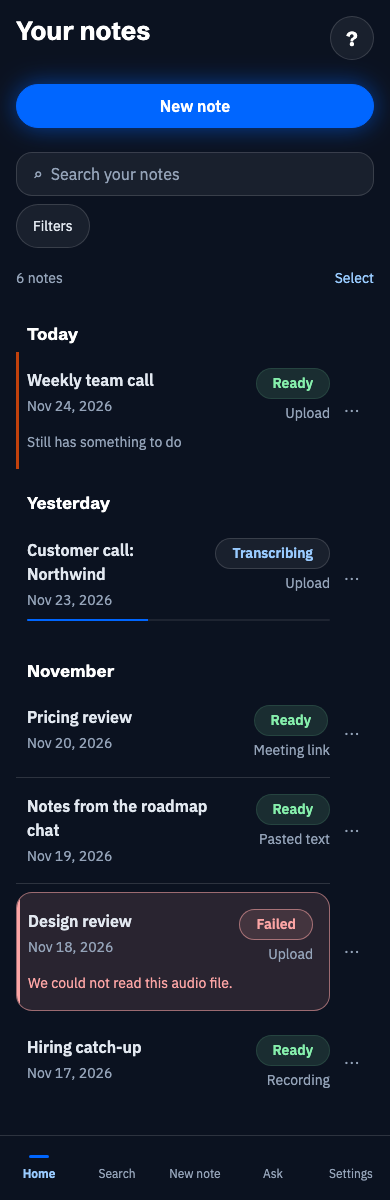 Your notes
?
New note
Search your notes
Filters
6 notes
Select
Today
Weekly team call
Ready
Nov 24, 2026
Upload
...
Still has something to do
Yesterday
Customer call:
Northwind
Transcribing
Upload
...
Nov 23, 2026
November
Pricing review
Ready
Nov 20, 2026
Meeting link
...
Notes from the roadmap
chat
Ready
Pasted text
...
Nov 19, 2026
Design review
Failed
Nov 18, 2026
Upload
...
We could not read this audio file.
Hiring catch-up
Ready
Nov 17, 2026
Recording
...
Home
Search
New note
Ask
Settings